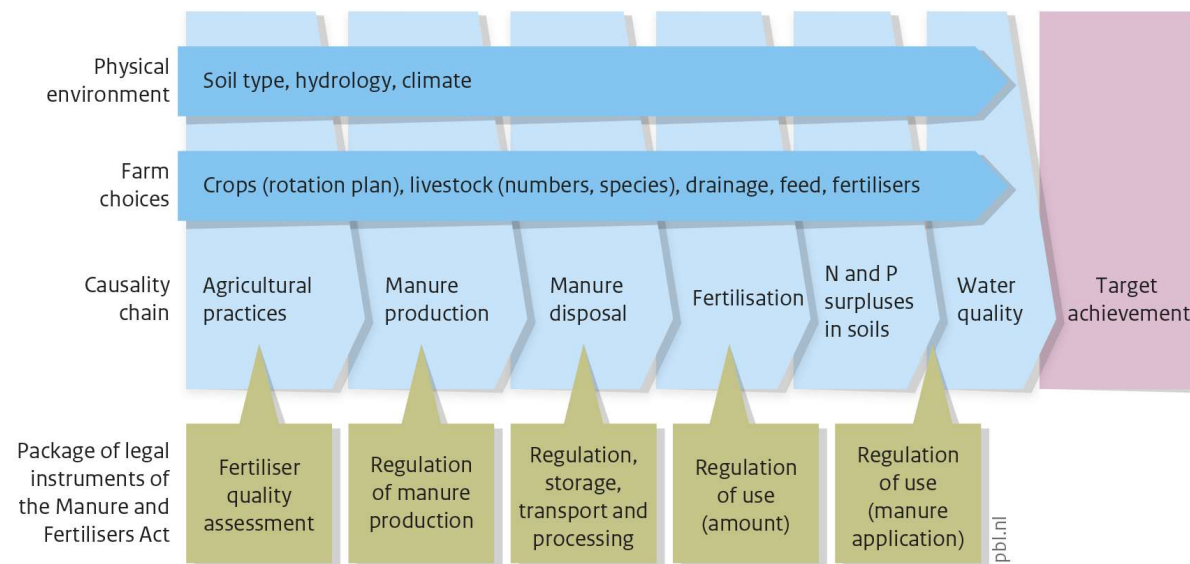 Physical
environment
Soil type, hydrology, climate
Farm
choices
Crops (rotation plan), livestock (numbers, species), drainage, feed, fertilisers
Causality
chain
Agricultural
practices
Manure
production
Manure
disposal
Fertilisation
N and P
surpluses
in soils
Water
quality
Target
achievement
Package of legal
instruments of
the Manure and
Fertilisers Act
Fertiliser
quality
assessment
Regulation
of manure
production
Regulation,
storage,
transport and
processing
Regulation
of use
(amount)
Regulation
of use
(manure
application)
pbl.nl